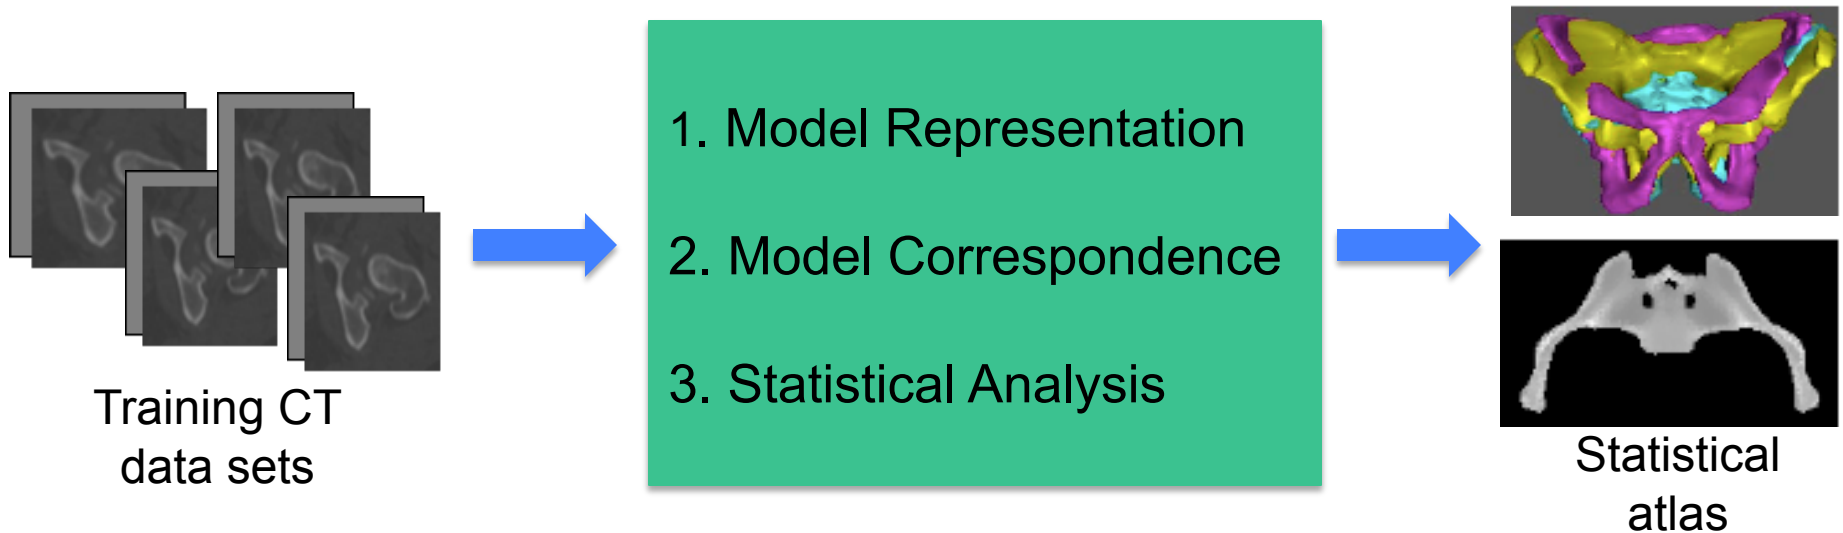 Training CT
data sets
1. Model Representation
2. Model Correspondence
3. Statistical Analysis
Statistical
atlas